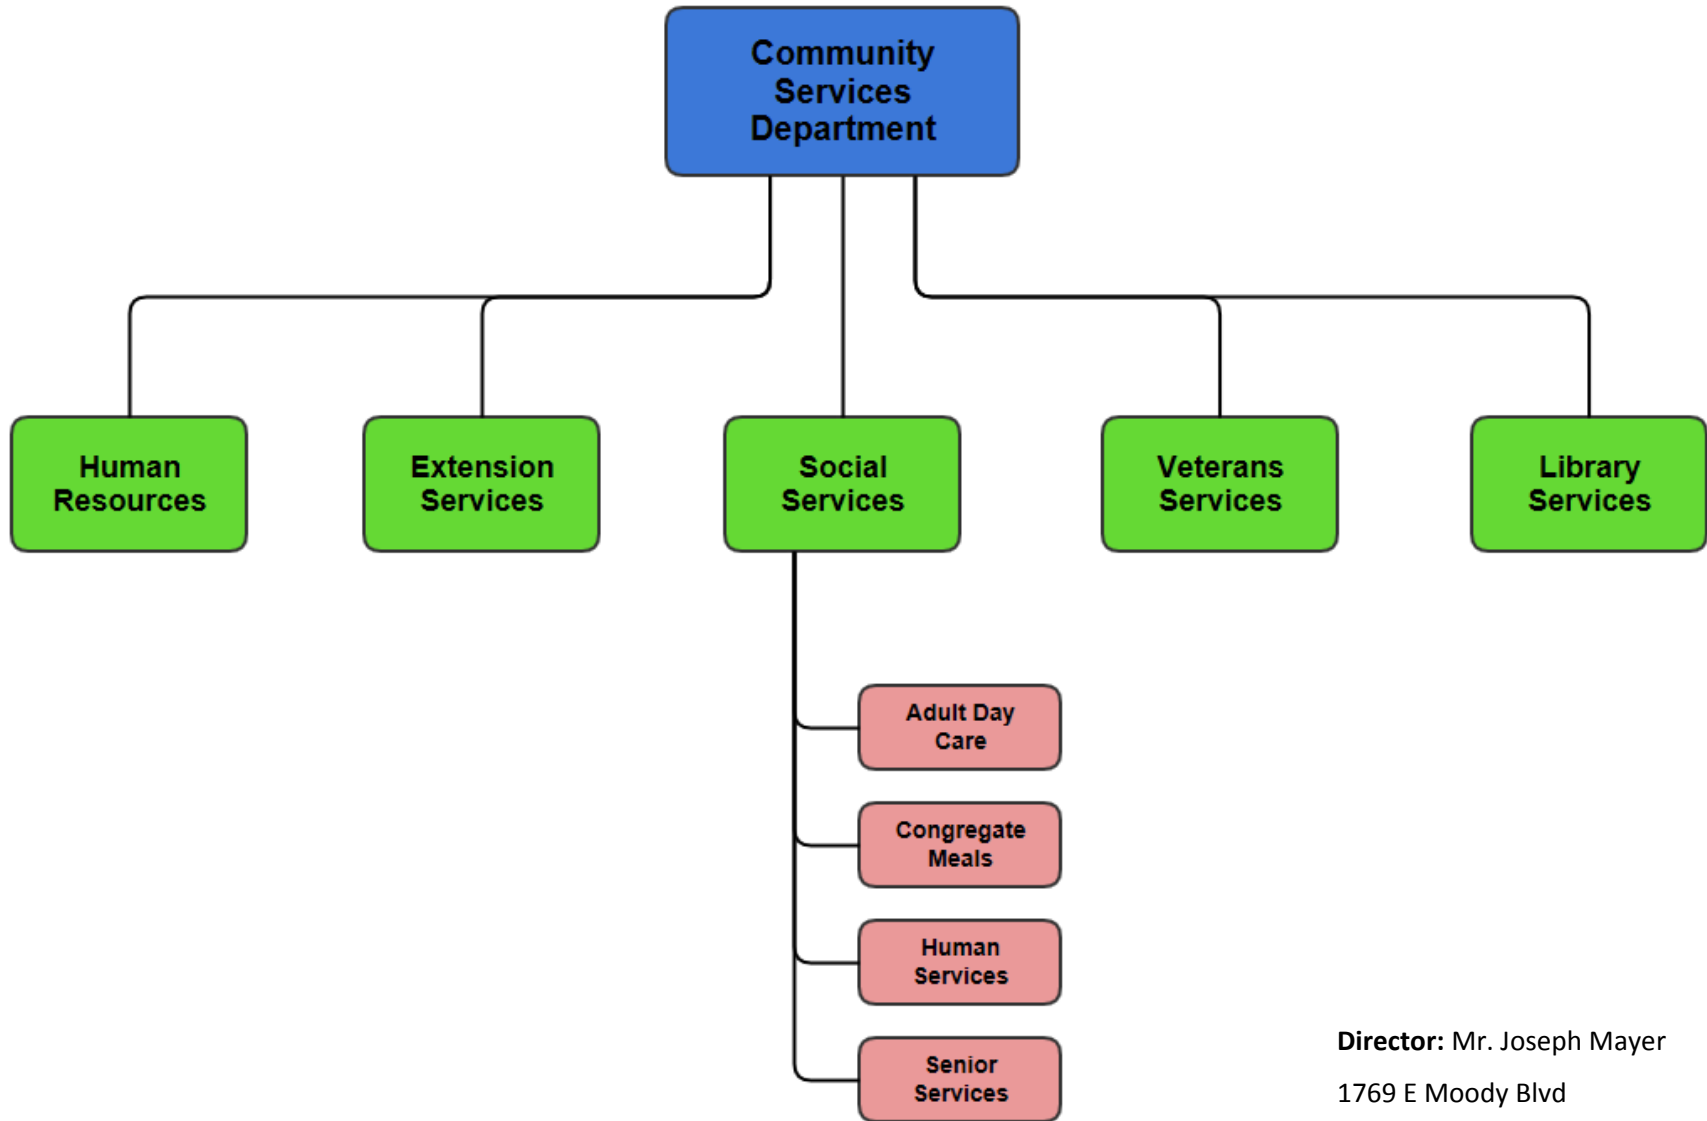 Community
Services
Department
Human
Resources
Extension
Services
Social
Services
Veterans
Services
Library
Services
Adult Day
Care
Congregate
Meals
Human
Services
Senior
Services
Director: Mr. Joseph Mayer
1769 E Moody Blvd